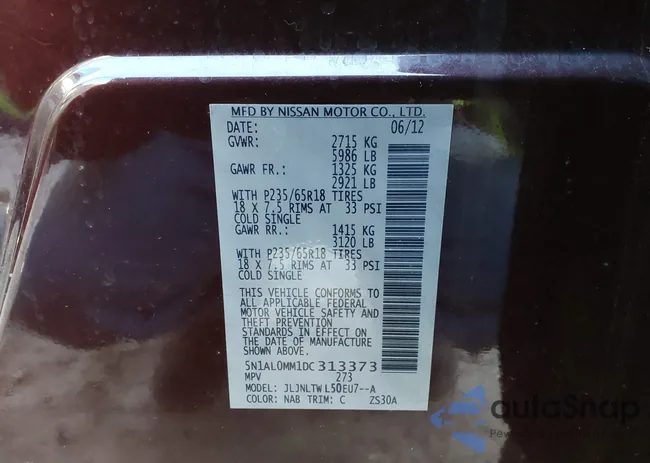 MFD BY NISSAN MOTOR CO., LTD.
DATE: 06/12
GVWR: 2715 KG
5986 LB
GAWR FR.: 1325 KG
2921 LB
WITH P235/65R18 TIRES
18 X 7.5 RIMS AT 33 PSI
COLD SINGLE
GAWR RR.: 1415 KG
3120 LB
WITH P235/65R18 TIRES
18 X 7.5 RIMS AT 33 PSI
COLD SINGLE
THIS VEHICLE CONFORMS TO
ALL APPLICABLE FEDERAL
MOTOR VEHICLE SAFETY AND
THEFT PREVENTION
STANDARDS IN EFFECT ON
THE DATE OF MANUFACTURE
SHOWN ABOVE.
5N1AL0MM1DC313373
MPV 273
MODEL: JLJNLTWL50EU7--A
COLOR: NAB TRIM: C ZS30A
autoSnap